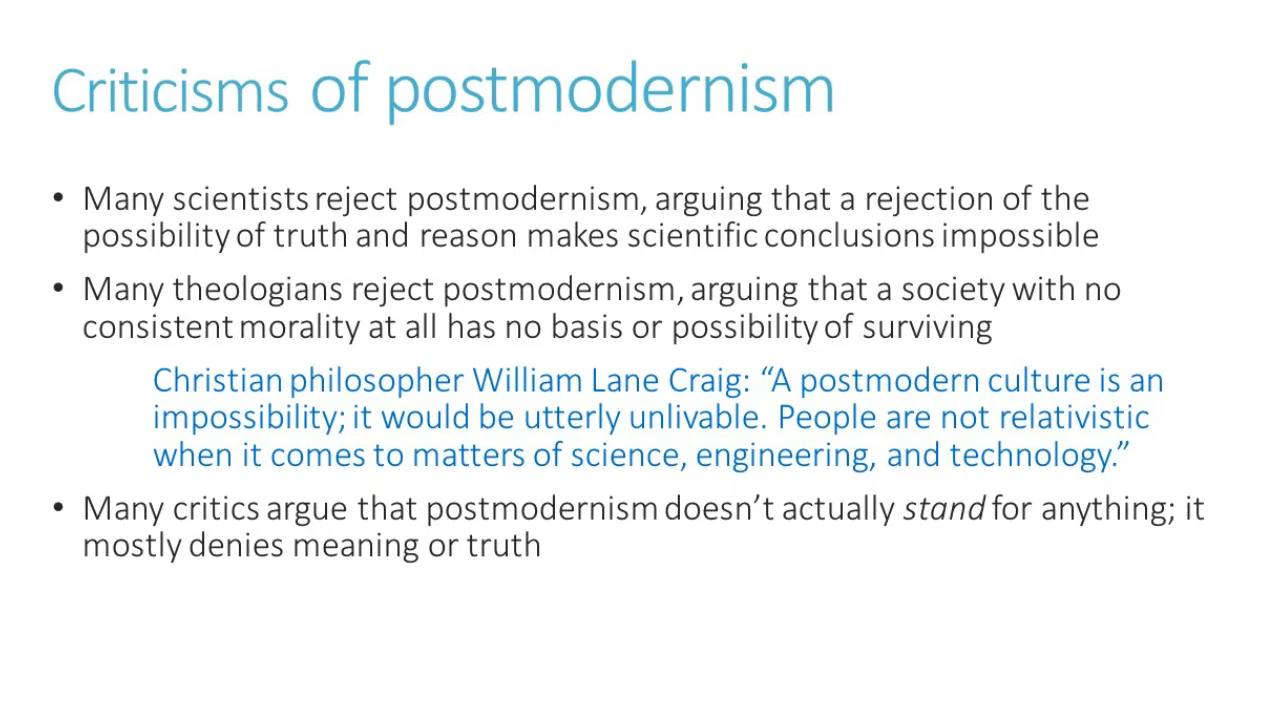 Criticisms of postmodernism
• Many scientists reject postmodernism, arguing that a rejection of the
possibility of truth and reason makes scientific conclusions impossible
• Many theologians reject postmodernism, arguing that a society with no
consistent morality at all has no basis or possibility of surviving
Christian philosopher William Lane Craig: “A postmodern culture is an
impossibility; it would be utterly unlivable. People are not relativistic
when it comes to matters of science, engineering, and technology.”
• Many critics argue that postmodernism doesn’t actually stand for anything; it
mostly denies meaning or truth